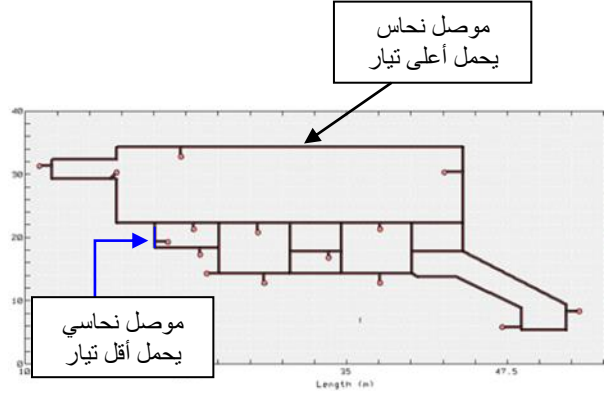 موصل نحاس
يحمل أعلى تيار
40
30
20
10
موصل نحاسي
يحمل أقل تيار
10
35
47.5
Length (m)